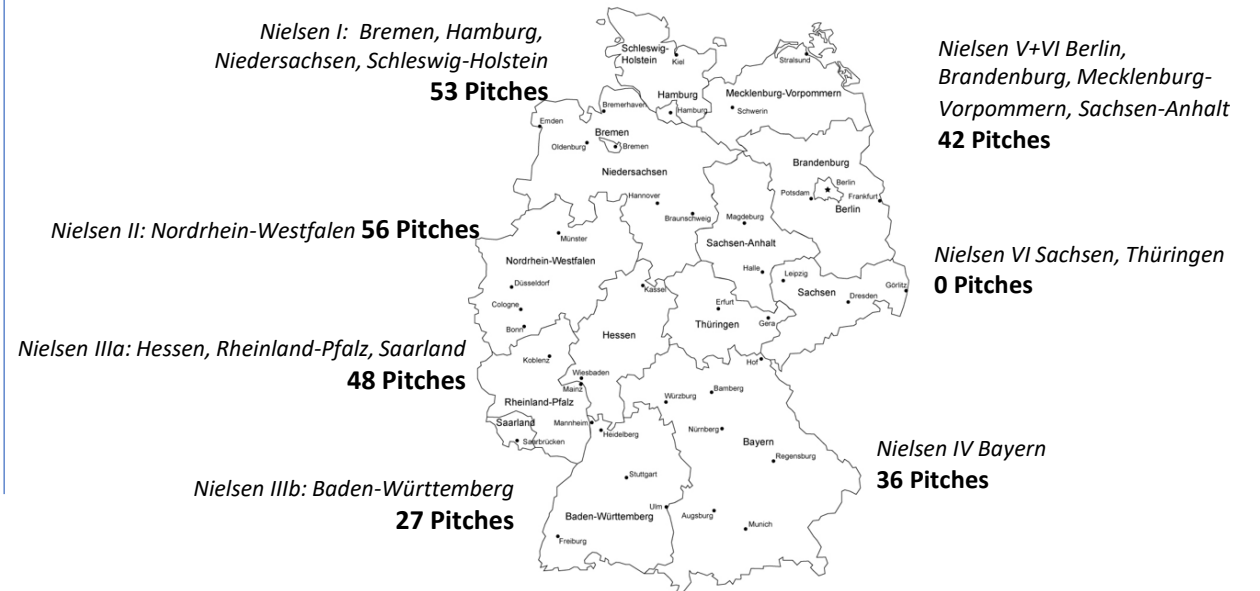 Nielsen I: Bremen, Hamburg,
Niedersachsen, Schleswig-Holstein
53 Pitches
Nielsen V+VI Berlin,
Brandenburg, Mecklenburg-
Vorpommern, Sachsen-Anhalt
42 Pitches
Nielsen II: Nordrhein-Westfalen 56 Pitches
Nielsen VI Sachsen, Thüringen
0 Pitches
Nielsen IIIa: Hessen, Rheinland-Pfalz, Saarland
48 Pitches
Nielsen IV Bayern
36 Pitches
Nielsen IIIb: Baden-Württemberg
27 Pitches
Schleswig-
Holstein
Kiel
Stralsund
Mecklenburg-Vorpommern
Schwerin
Hamburg
Hamburg
Bremerhaven
Emden
Bremen
Oldenburg
Bremen
Niedersachsen
Hannover
Braunschweig
Brandenburg
Berlin
Potsdam
Frankfurt
Berlin
Magdeburg
Sachsen-Anhalt
Halle
Münster
Nordrhein-Westfalen
Düsseldorf
Cologne
Bonn
Kassel
Hessen
Leipzig
Sachsen
Görlitz
Dresden
Erfurt
Thüringen
Gera
Koblenz
Wiesbaden
Mainz
Rheinland-Pfalz
Saarland
Saarbrücken
Mannheim
Heidelberg
Hof
Bamberg
Würzburg
Nürnberg
Bayern
Regensburg
Stuttgart
Ulm
Augsburg
Munich
Baden-Württemberg
Freiburg